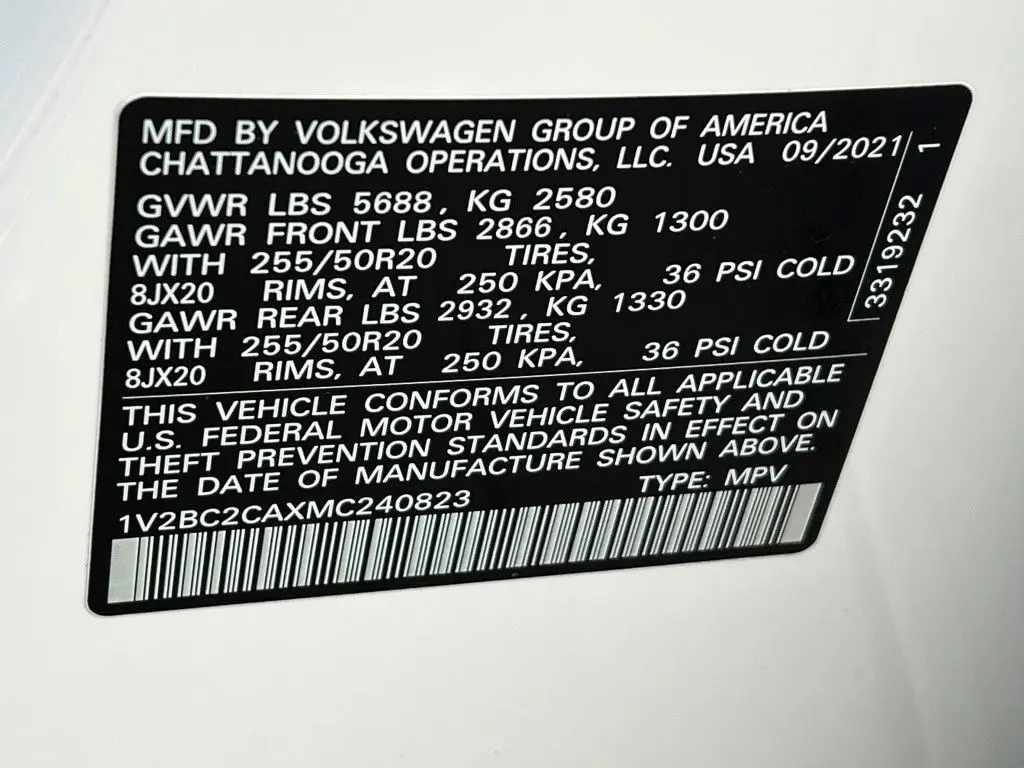 MFD BY VOLKSWAGEN GROUP OF AMERICA
CHATTANOOGA OPERATIONS, LLC. USA 09/2021
GVWR LBS 5688, KG 2580
GAWR FRONT LBS 2866, KG 1300
WITH 255/50R20 TIRES,
8JX20 RIMS, AT 250 KPA, 36 PSI COLD
GAWR REAR LBS 2932, KG 1330
WITH 255/50R20 TIRES,
8JX20 RIMS, AT 250 KPA, 36 PSI COLD
3319232 1
THIS VEHICLE CONFORMS TO ALL APPLICABLE
U.S. FEDERAL MOTOR VEHICLE SAFETY AND
THEFT PREVENTION STANDARDS IN EFFECT ON
THE DATE OF MANUFACTURE SHOWN ABOVE.
1V2BC2CAXMC240823 TYPE: MPV